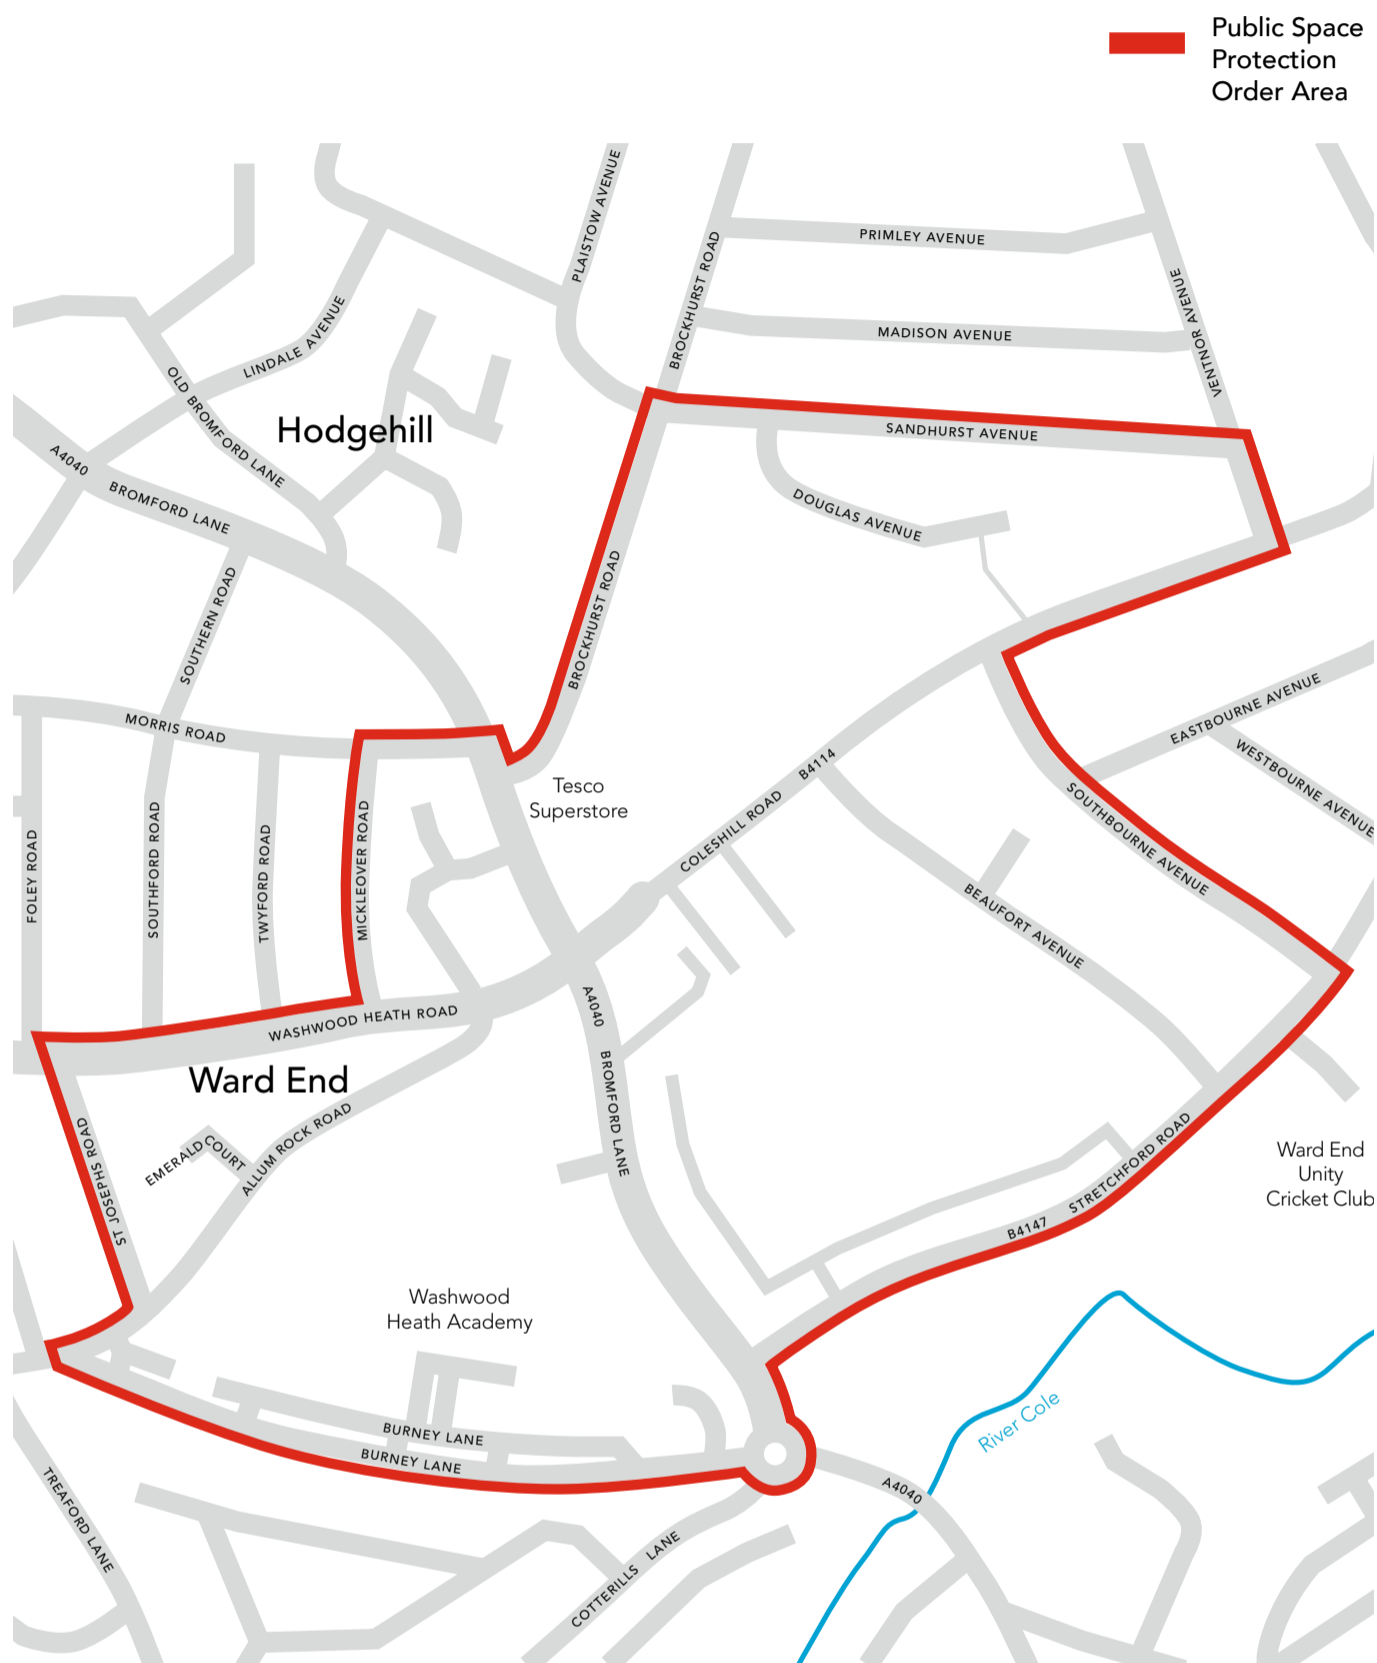 Public Space
Protection
Order Area
PLAISTOW AVENUE
BROCKHURST ROAD
PRIMLEY AVENUE
VENTNOR AVENUE
MADISON AVENUE
LINDALE AVENUE
OLD BROMFORD LANE
Hodgehill
SANDHURST AVENUE
A4040
BROMFORD LANE
DOUGLAS AVENUE
SOUTHERN ROAD
BROCKHURST ROAD
EASTBOURNE AVENUE
MORRIS ROAD
WESTBOURNE AVENUE
B4114
Tesco
Superstore
COLESHILL ROAD
SOUTHBOURNE AVENUE
FOLEY ROAD
SOUTHFORD ROAD
TWYFORD ROAD
MICKLEOVER ROAD
BEAUFORT AVENUE
WASHWOOD HEATH ROAD
A4040
BROMFORD LANE
Ward End
ST JOSEPHS ROAD
EMERALD COURT
ALLUM ROCK ROAD
STRETCHFORD ROAD
B4147
Ward End
Unity
Cricket Club
Washwood
Heath Academy
River Cole
BURNEY LANE
BURNEY LANE
A4040
TREAFORD LANE
COTTERILLS LANE